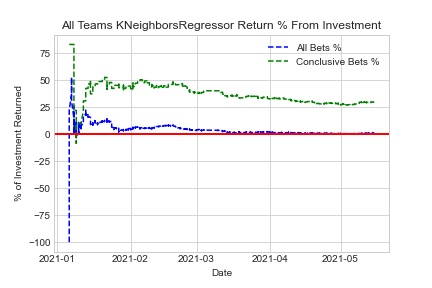 All Teams KNeighborsRegressor Return % From Investment
All Bets %
Conclusive Bets %
% of Investment Returned
75
50
25
0
−25
−50
−75
−100
2021-01
2021-02
2021-03
2021-04
2021-05
Date